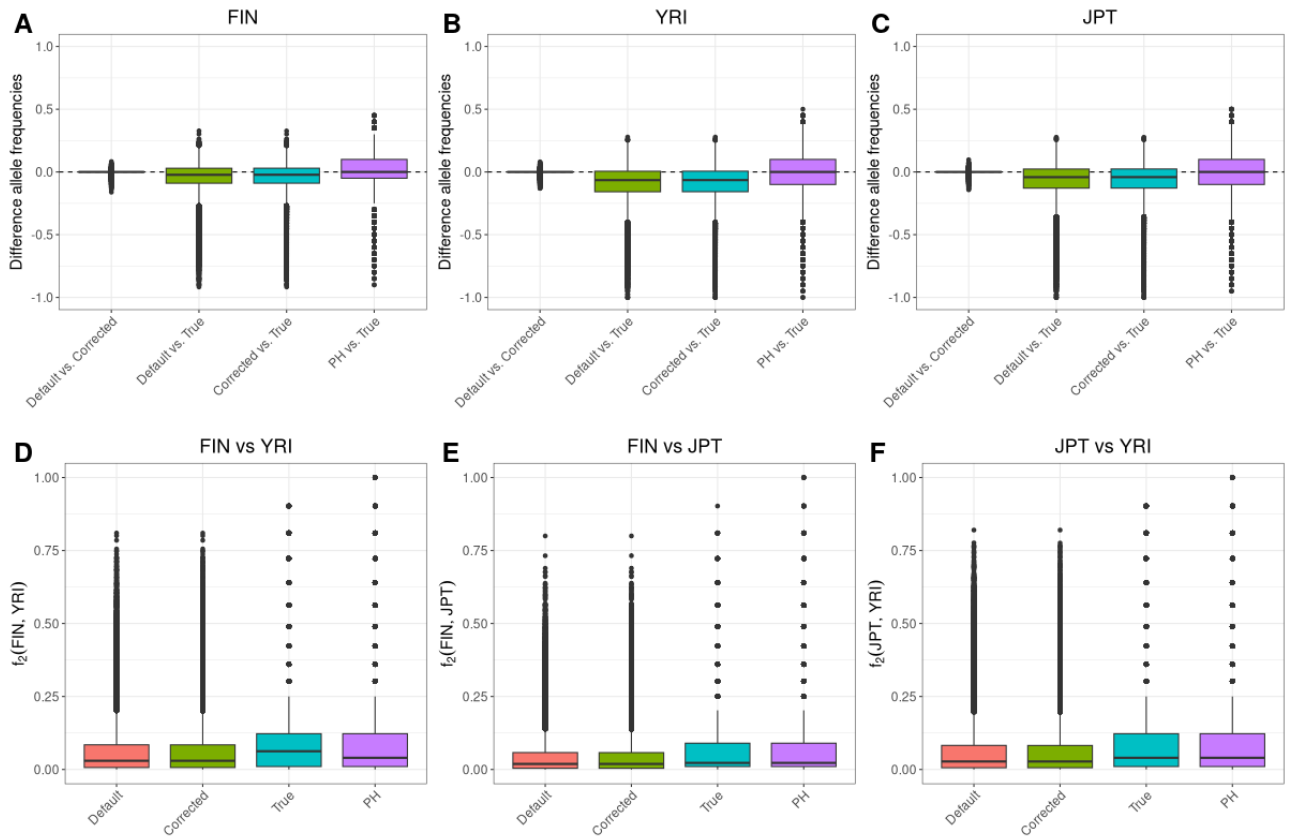 A
FIN
Difference allele frequencies
1.0
0.5
0.0
-0.5
-1.0
Default vs. Corrected
Default vs. True
Corrected vs. True
PH vs. True
B
YRI
Difference allele frequencies
1.0
0.5
0.0
-0.5
-1.0
Default vs. Corrected
Default vs. True
Corrected vs. True
PH vs. True
C
JPT
Difference allele frequencies
1.0
0.5
0.0
-0.5
-1.0
Default vs. Corrected
Default vs. True
Corrected vs. True
PH vs. True
D
FIN vs YRI
f₂(FIN, YRI)
1.00
0.75
0.50
0.25
0.00
Default
Corrected
True
PH
E
FIN vs JPT
f₂(FIN, JPT)
1.00
0.75
0.50
0.25
0.00
Default
Corrected
True
PH
F
JPT vs YRI
f₂(JPT, YRI)
1.00
0.75
0.50
0.25
0.00
Default
Corrected
True
PH